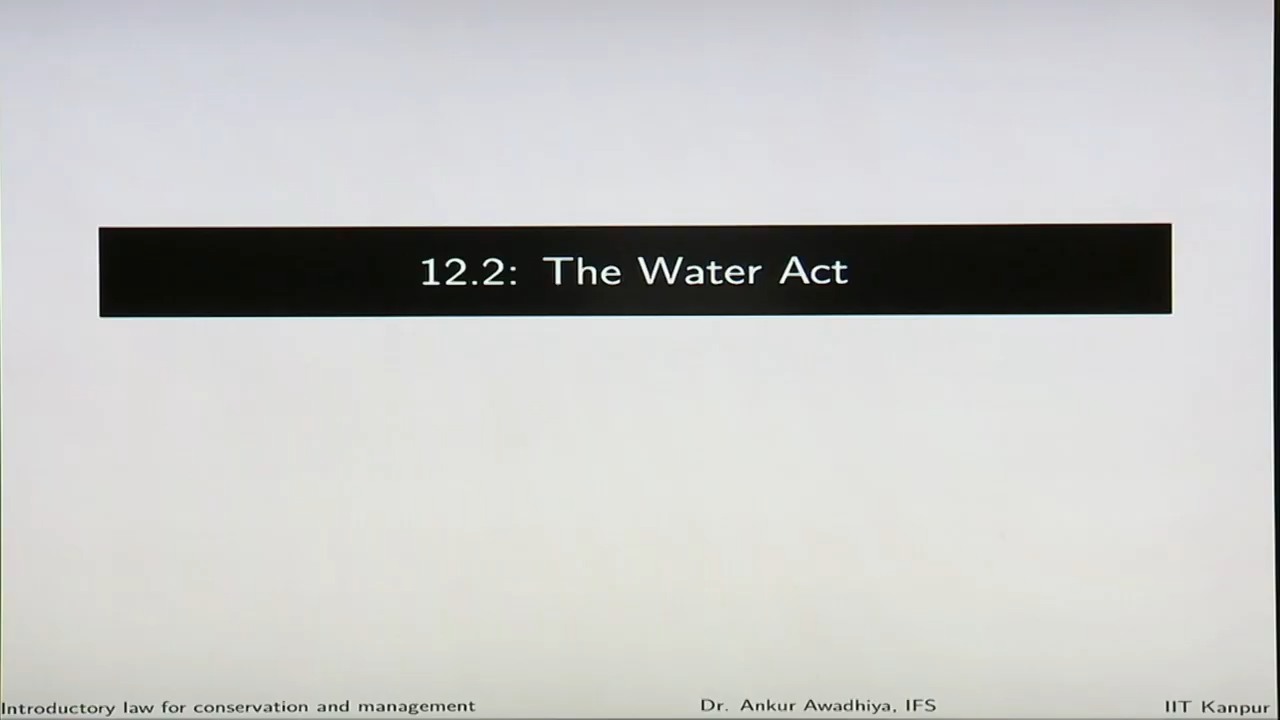 12.2: The Water Act
Introductory law for conservation and management Dr. Ankur Awadhiya, IFS IIT Kanpur